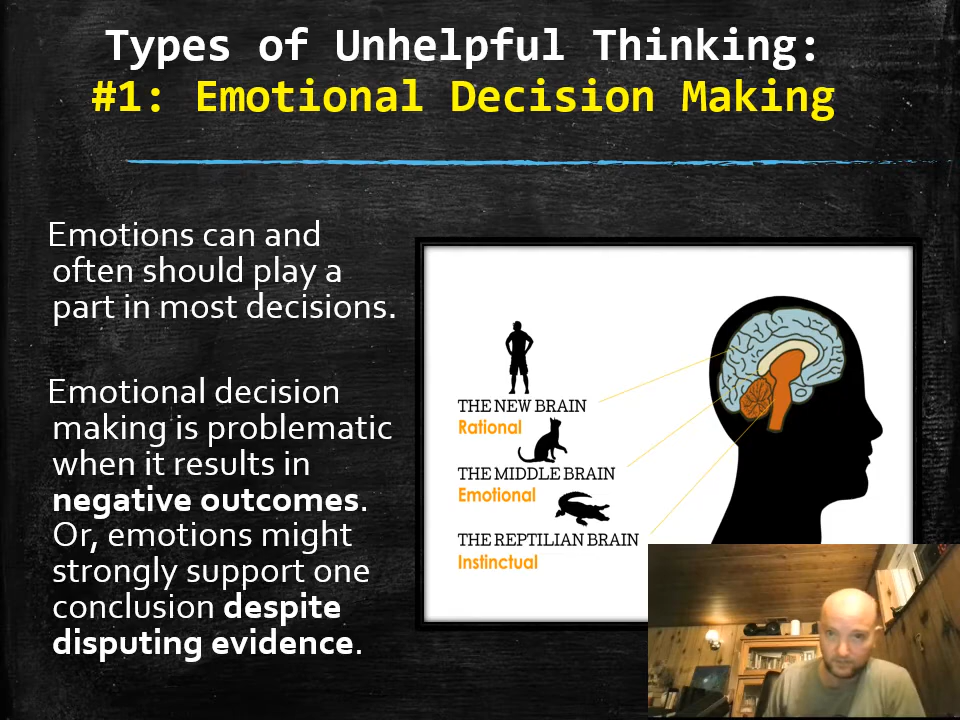 Types of Unhelpful Thinking:
#1: Emotional Decision Making
Emotions can and
often should play a
part in most decisions.
Emotional decision
making is problematic
when it results in
negative outcomes.
Or, emotions might
strongly support one
conclusion despite
disputing evidence.
THE NEW BRAIN
Rational
THE MIDDLE BRAIN
Emotional
THE REPTILIAN BRAIN
Instinctual